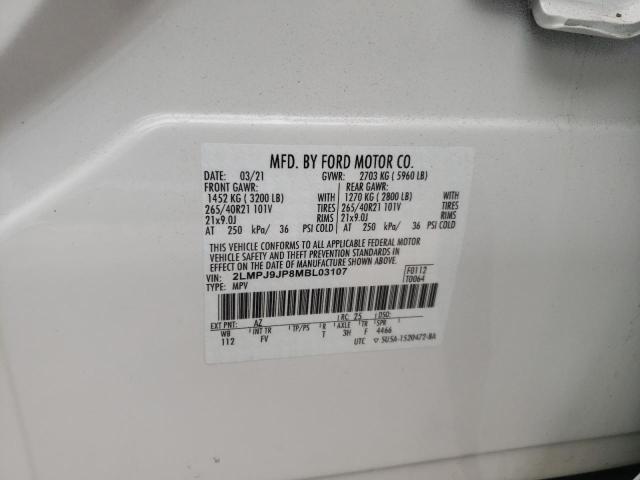 MFD. BY FORD MOTOR CO.
DATE: 03/21 GVWR: 2703 KG ( 5960 LB)
FRONT GAWR: REAR GAWR:
1452 KG ( 3200 LB) WITH 1270 KG ( 2800 LB) WITH
265/40R21 101V TIRES 265/40R21 101V TIRES
21x9.0J RIMS 21x9.0J RIMS
AT 250 kPa/ 36 PSI COLD AT 250 kPa/ 36 PSI COLD
THIS VEHICLE CONFORMS TO ALL APPLICABLE FEDERAL MOTOR
VEHICLE SAFETY AND THEFT PREVENTION STANDARDS IN
EFFECT ON THE DATE OF MANUFACTURE SHOWN ABOVE.
VIN: 2LMPJ9JP8MBL03107 F0112
TYPE: MPV T0064
EXT PNT: AZ RC: 25 DSO:
WB INT TR TP/PS R AXLE TR SPR
112 FV T 3H F 4466
UTC ▽ 5U5A-1520472-BA